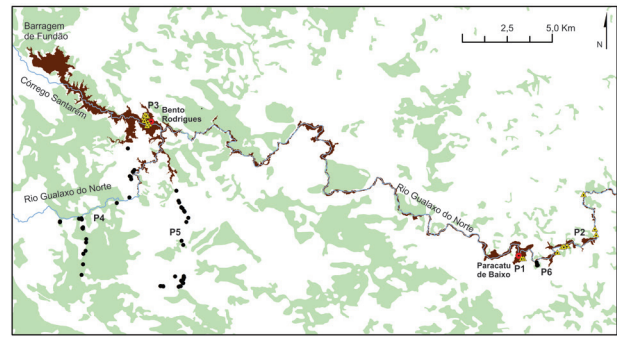 Barragem
de Fundão
2,5
5,0 Km
N
Córrego Santarém
P3
Bento
Rodrigues
Rio Gualaxo do Norte
P4
P5
Rio Gualaxo do Norte
Paracatu
de Baixo
P1
P6
P2